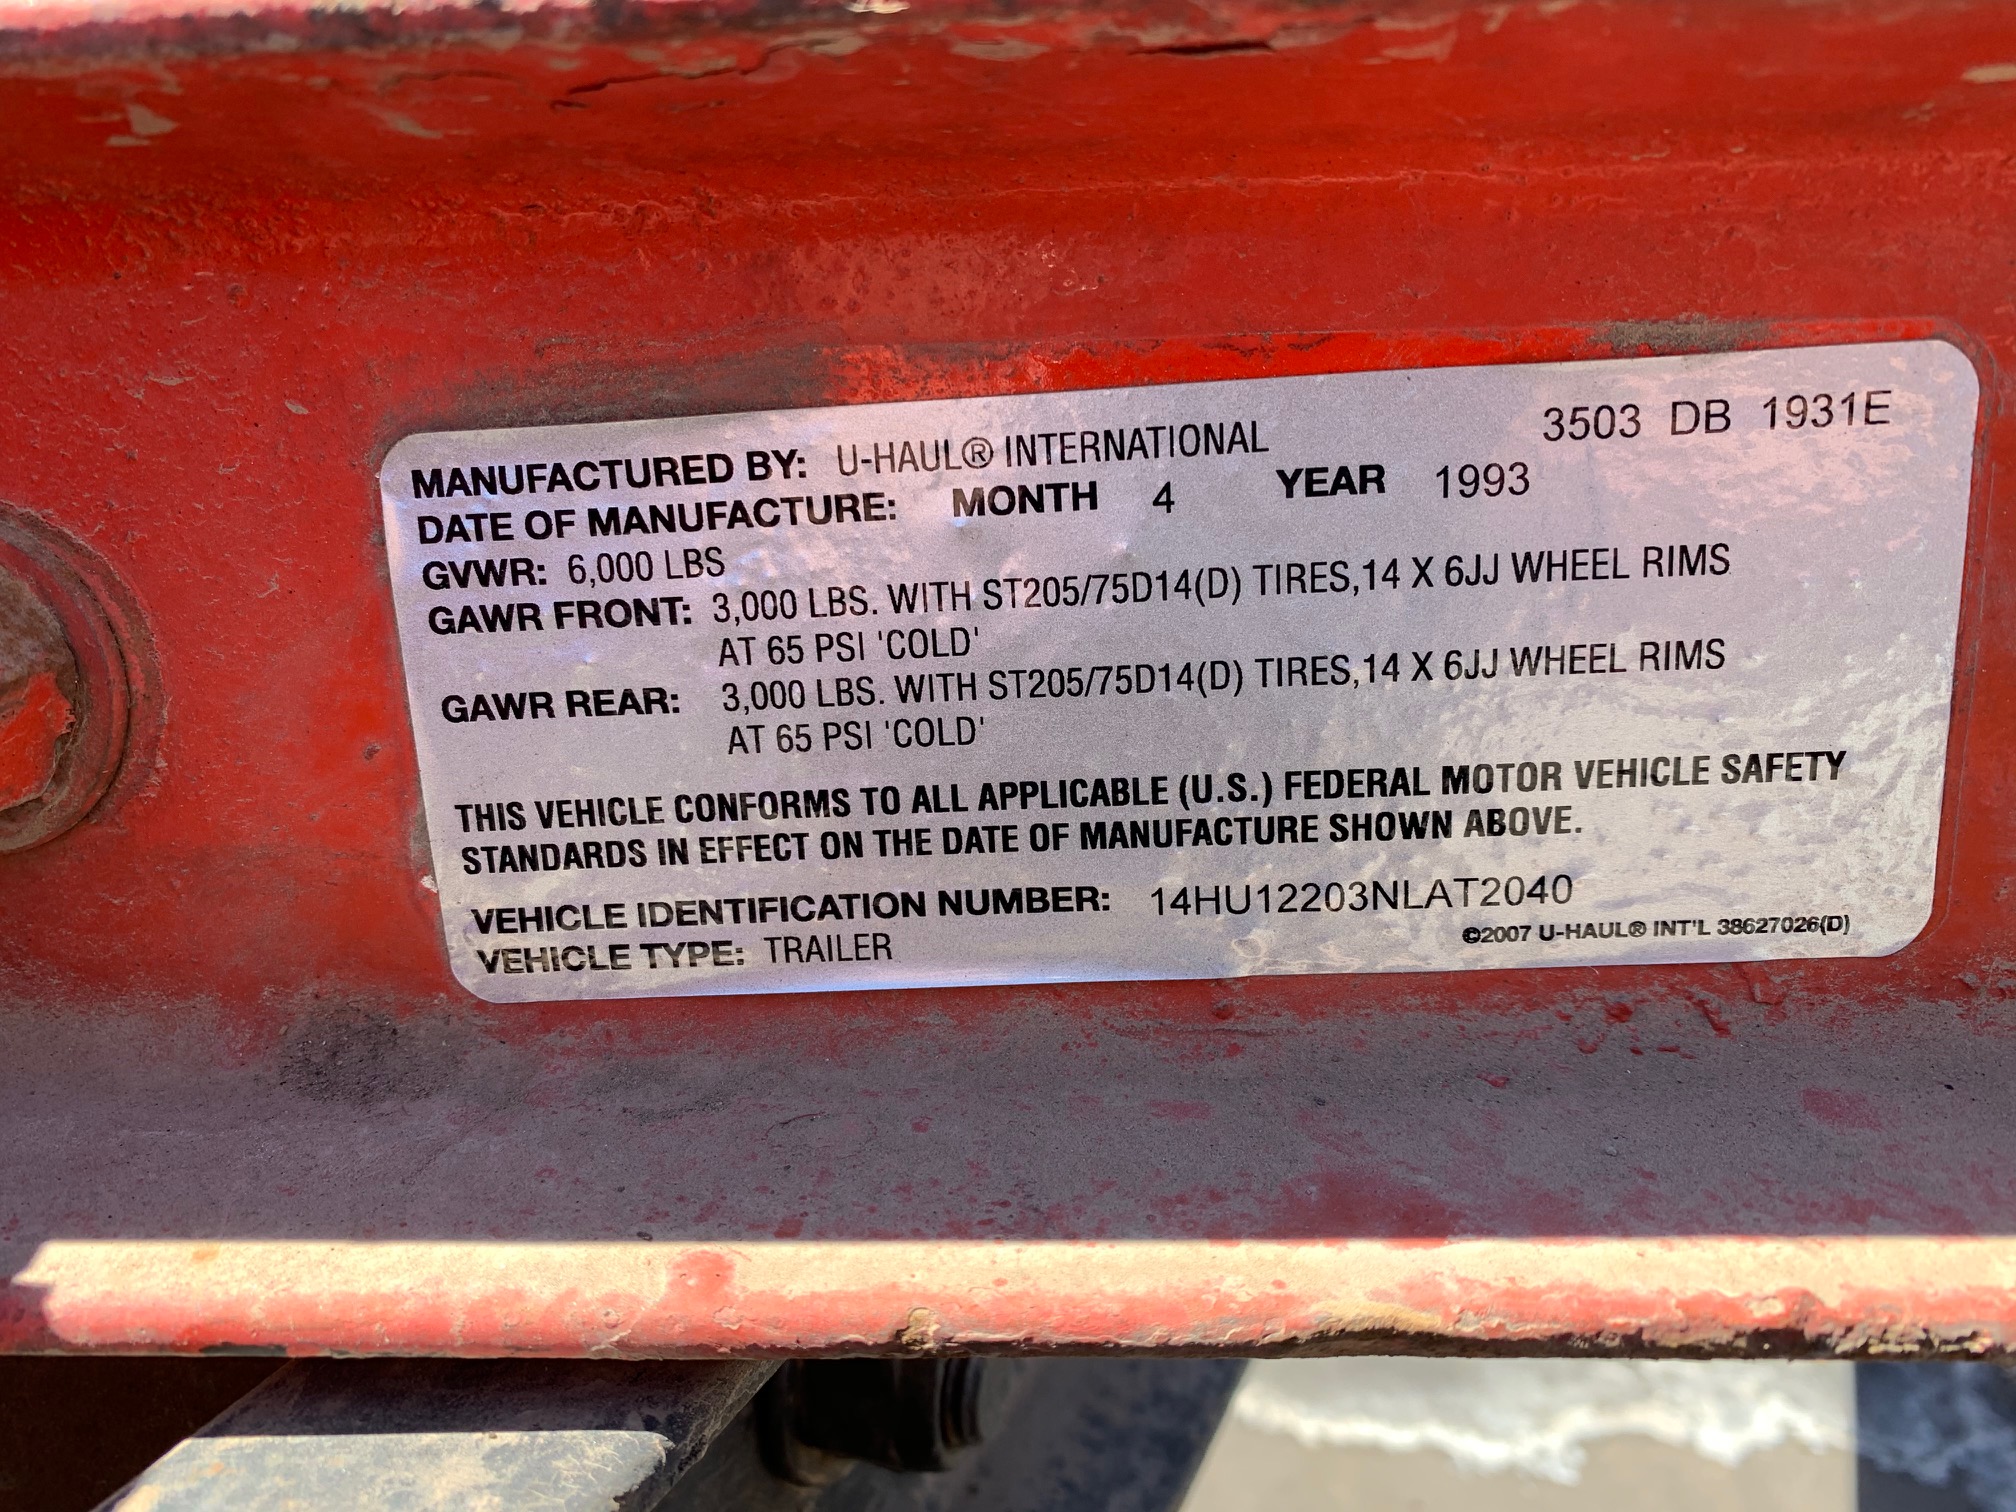 MANUFACTURED BY: U-HAUL® INTERNATIONAL 3503 DB 1931E
DATE OF MANUFACTURE: MONTH 4 YEAR 1993
GVWR: 6,000 LBS
GAWR FRONT: 3,000 LBS. WITH ST205/75D14(D) TIRES,14 X 6JJ WHEEL RIMS
AT 65 PSI 'COLD'
GAWR REAR: 3,000 LBS. WITH ST205/75D14(D) TIRES,14 X 6JJ WHEEL RIMS
AT 65 PSI 'COLD'
THIS VEHICLE CONFORMS TO ALL APPLICABLE (U.S.) FEDERAL MOTOR VEHICLE SAFETY
STANDARDS IN EFFECT ON THE DATE OF MANUFACTURE SHOWN ABOVE.
VEHICLE IDENTIFICATION NUMBER: 14HU12203NLAT2040
VEHICLE TYPE: TRAILER
©2007 U-HAUL® INT'L 38627026(D)